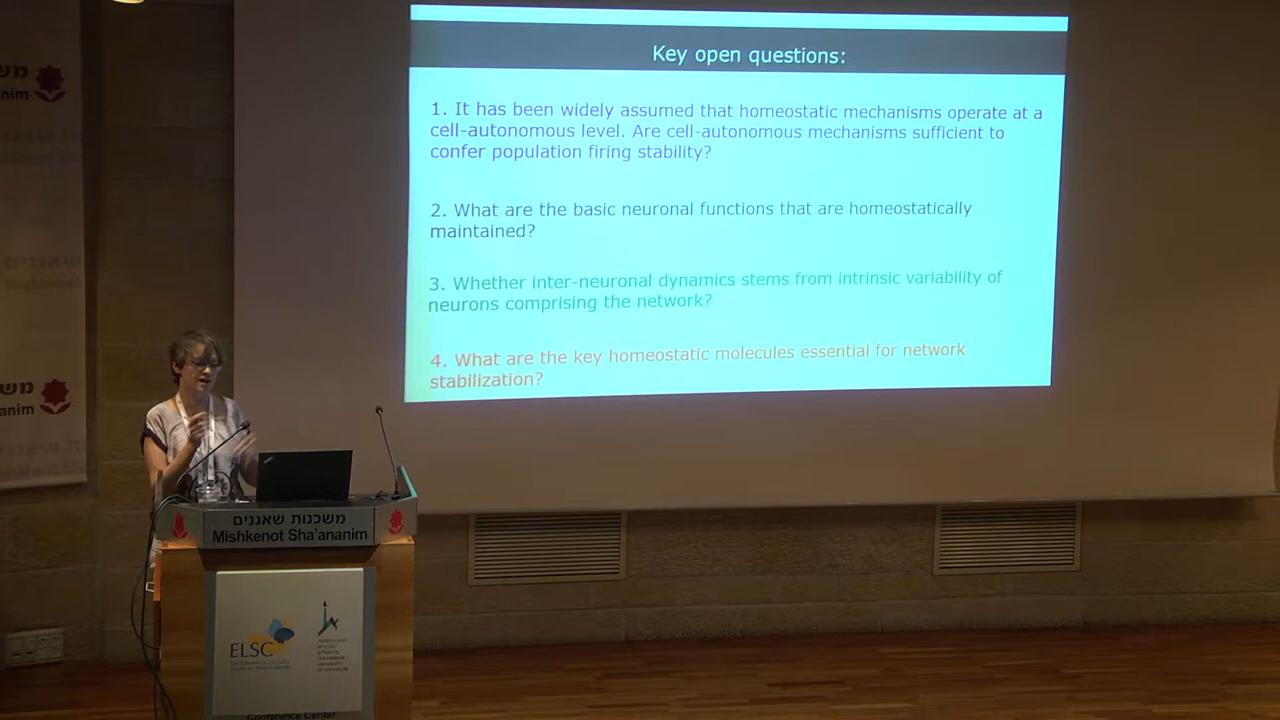 Key open questions:
1. It has been widely assumed that homeostatic mechanisms operate at a
cell-autonomous level. Are cell-autonomous mechanisms sufficient to
confer population firing stability?
2. What are the basic neuronal functions that are homeostatically
maintained?
3. Whether inter-neuronal dynamics stems from intrinsic variability of
neurons comprising the network?
4. What are the key homeostatic molecules essential for network
stabilization?
משכנות שאננים
Mishkenot Sha'ananim
ELSC
Conference Center